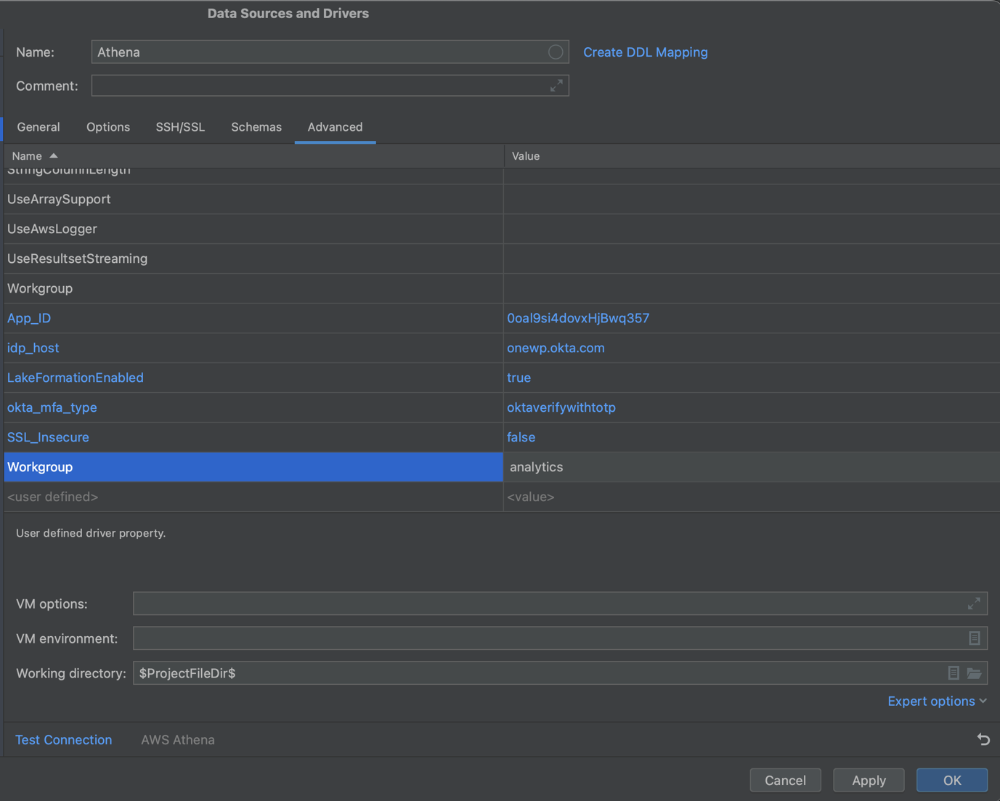 Data Sources and Drivers
Name: Athena Create DDL Mapping
Comment:
General Options SSH/SSL Schemas Advanced
Name Value
StringColumnLength
UseArraySupport
UseAwsLogger
UseResultsetStreaming
Workgroup
App_ID 0oal9si4dovxHjBwq357
idp_host onewp.okta.com
LakeFormationEnabled true
okta_mfa_type oktaverifywithtotp
SSL_Insecure false
Workgroup analytics
<user defined> <value>
User defined driver property.
VM options:
VM environment:
Working directory: $ProjectFileDir$
Expert options
Test Connection AWS Athena
Cancel Apply OK